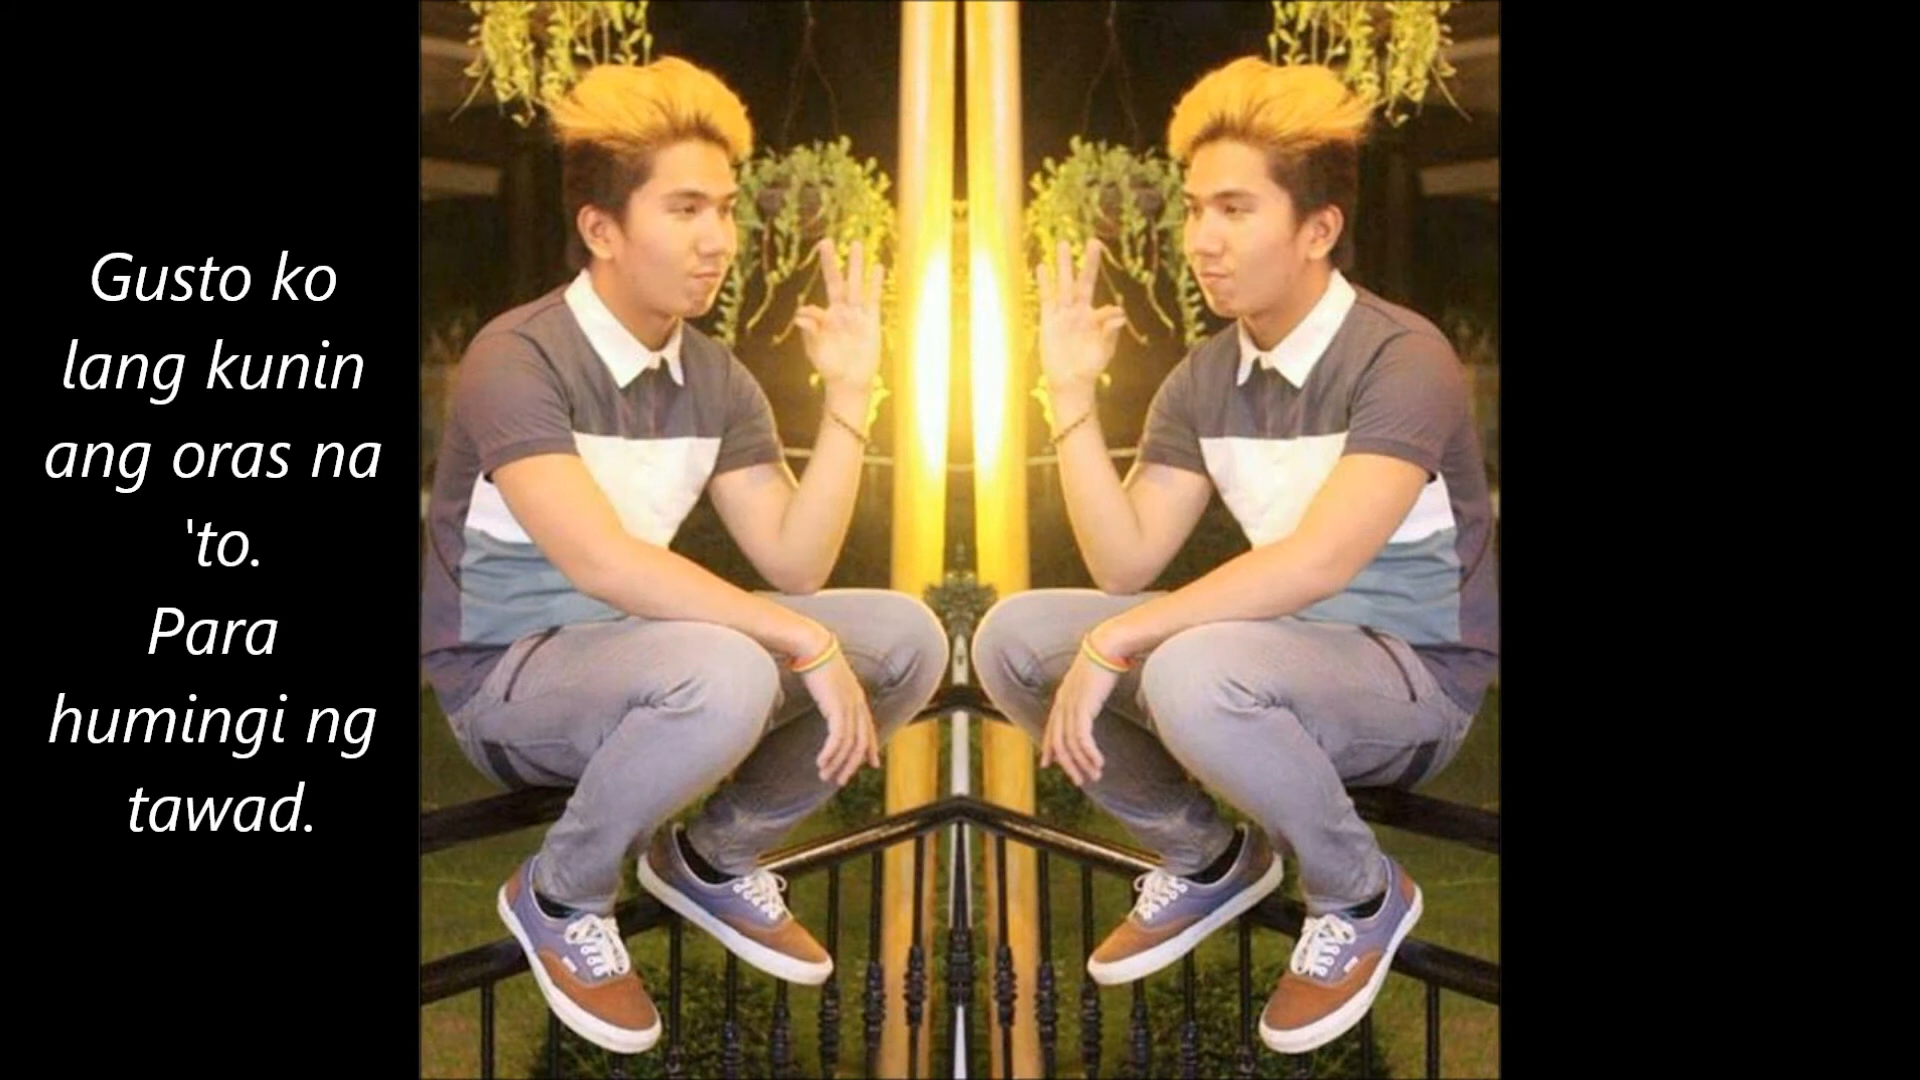 Gusto ko
lang kunin
ang oras na
'to.
Para
humingi ng
tawad.